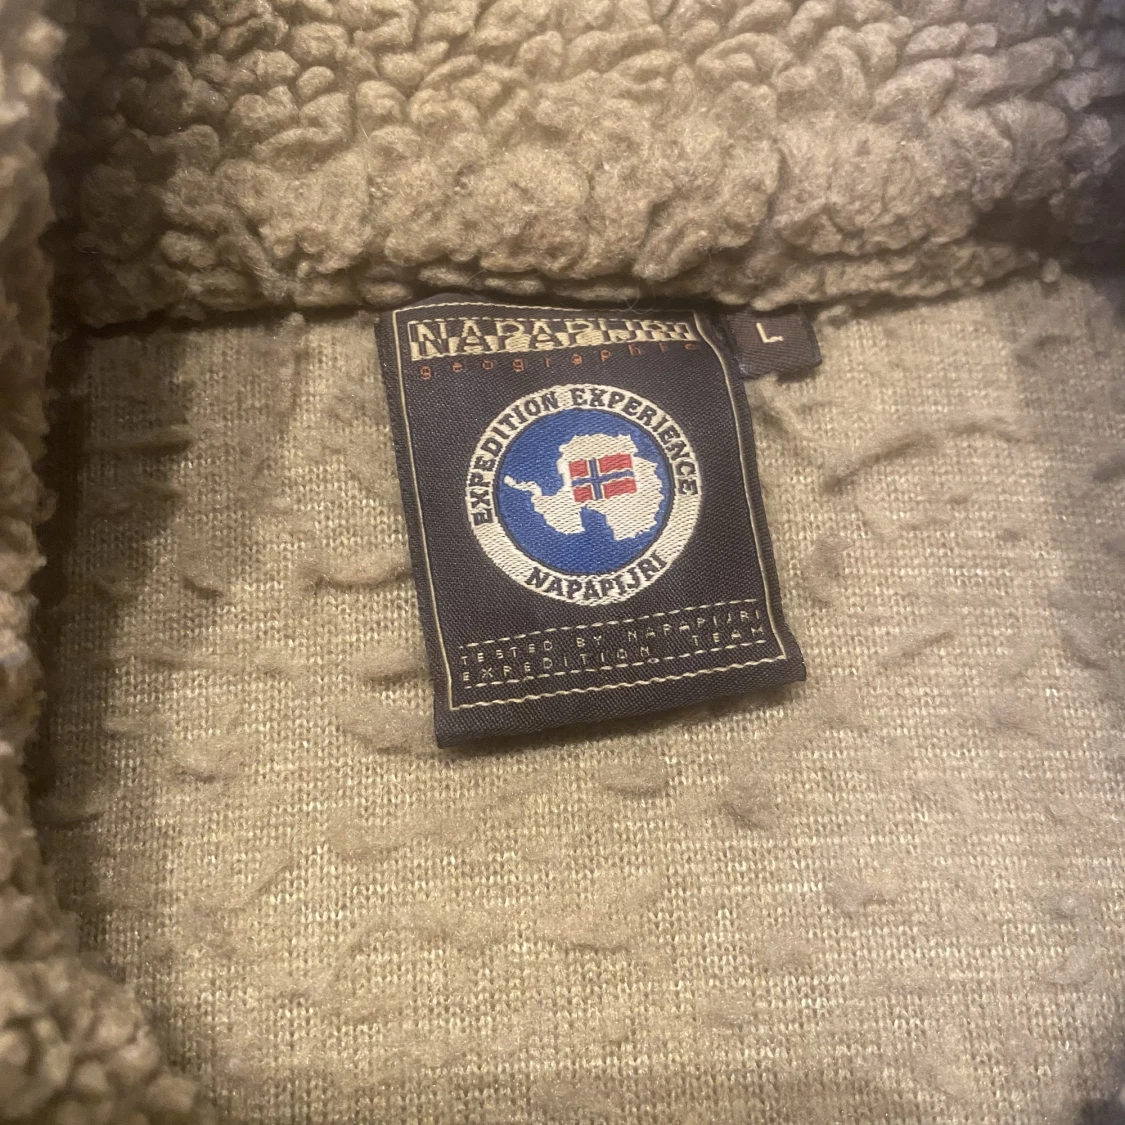 NAPAPIJRI
geographic
L
EXPEDITION EXPERIENCE
NAPAPIJRI
TESTED BY NAPAPIJRI
EXPEDITION TEAM